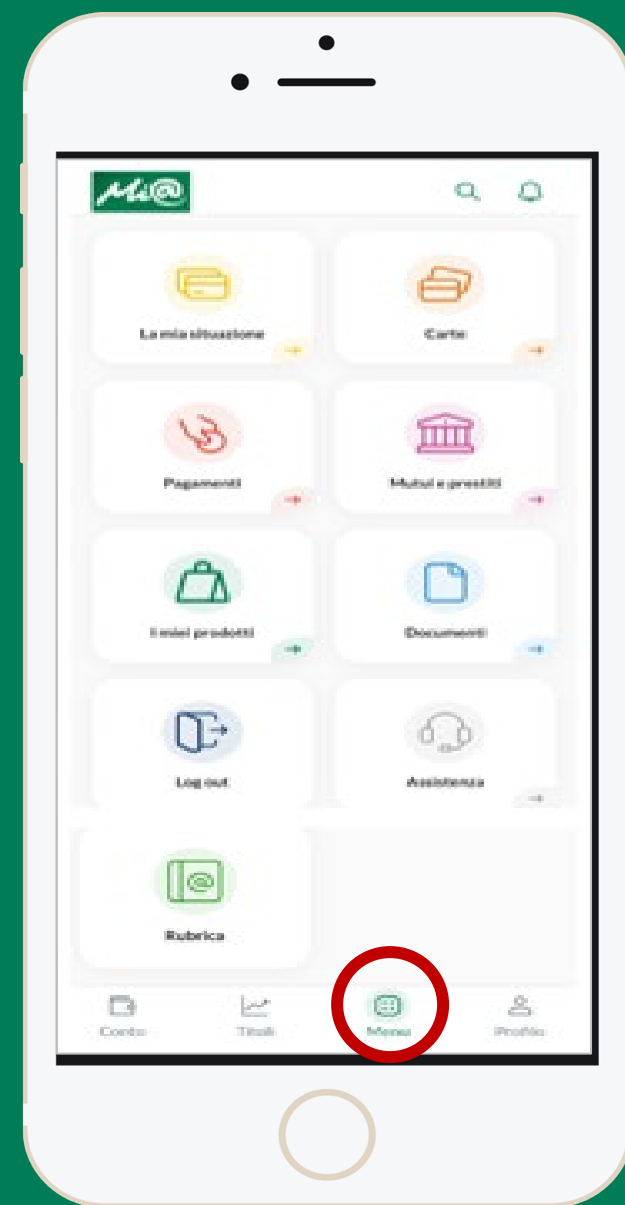 Mi@
La mia situazione
Carte
Pagamenti
Mutui e prestiti
I miei prodotti
Documenti
Log out
Assistenza
Rubrica
Conto
Titoli
Menu
Profilo